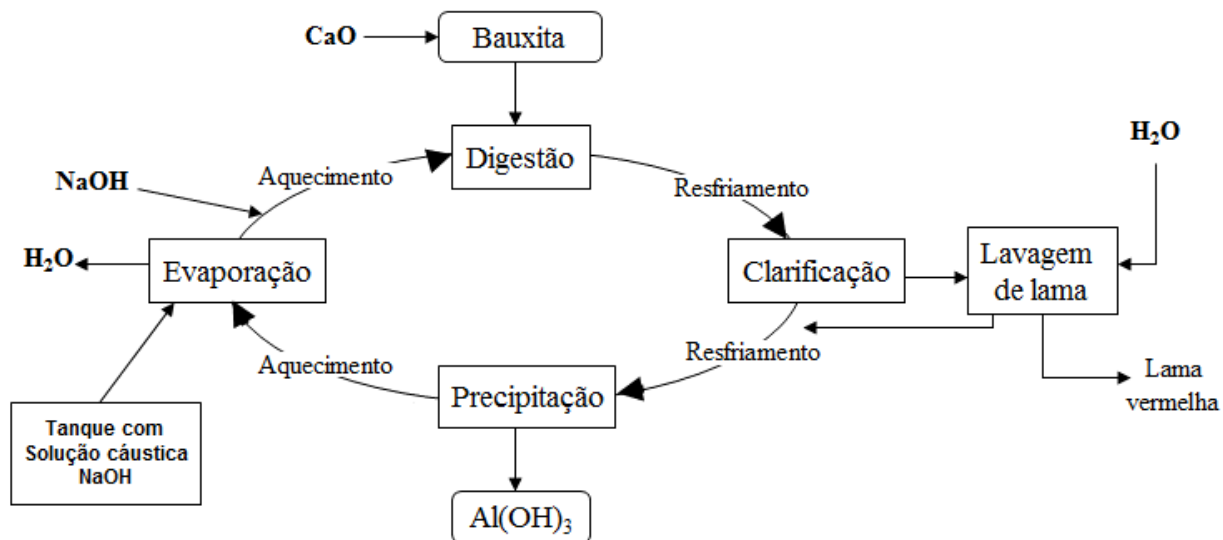 CaO
Bauxita
H₂O
Digestão
Aquecimento
NaOH
Resfriamento
H₂O
Evaporação
Clarificação
Lavagem
de lama
Aquecimento
Resfriamento
Precipitação
Lama
vermelha
Tanque com
Solução cáustica
NaOH
Al(OH)₃